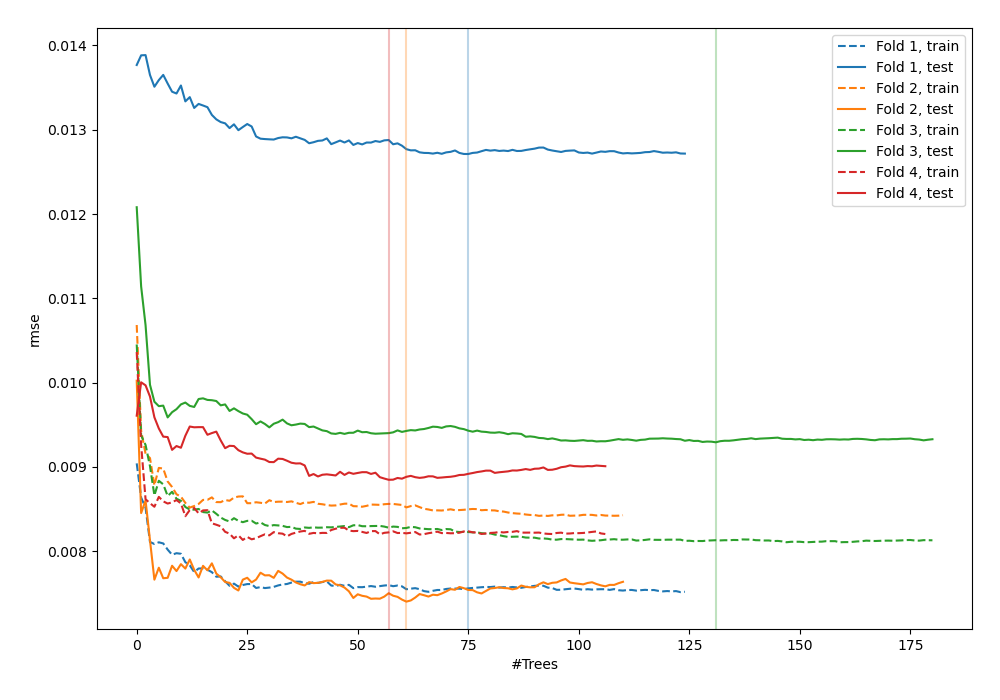 0.014
0.013
0.012
0.011
0.010
0.009
0.008
rmse
0 25 50 75 100 125 150 175
#Trees
Fold 1, train
Fold 1, test
Fold 2, train
Fold 2, test
Fold 3, train
Fold 3, test
Fold 4, train
Fold 4, test